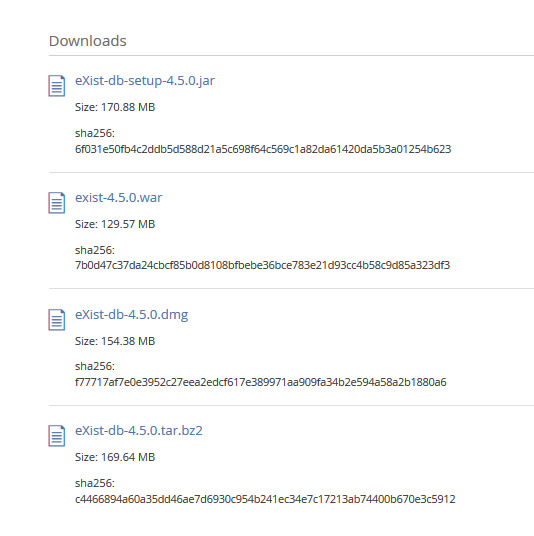 Downloads
eXist-db-setup-4.5.0.jar
Size: 170.88 MB
sha256:
6f031e50fb4c2ddb5d588d21a5c698f64c569c1a82da61420da5b3a01254b623
exist-4.5.0.war
Size: 129.57 MB
sha256:
7b0d47c37da24cbcf85b0d8108bfbebe36bce783e21d93cc4b58c9d85a323df3
eXist-db-4.5.0.dmg
Size: 154.38 MB
sha256:
f77717af7e0e3952c27eea2edcf617e389971aa909fa34b2e594a58a2b1880a6
eXist-db-4.5.0.tar.bz2
Size: 169.64 MB
sha256:
c4466894a60a35dd46ae7d6930c954b241ec34e7c17213ab74400b670e3c5912